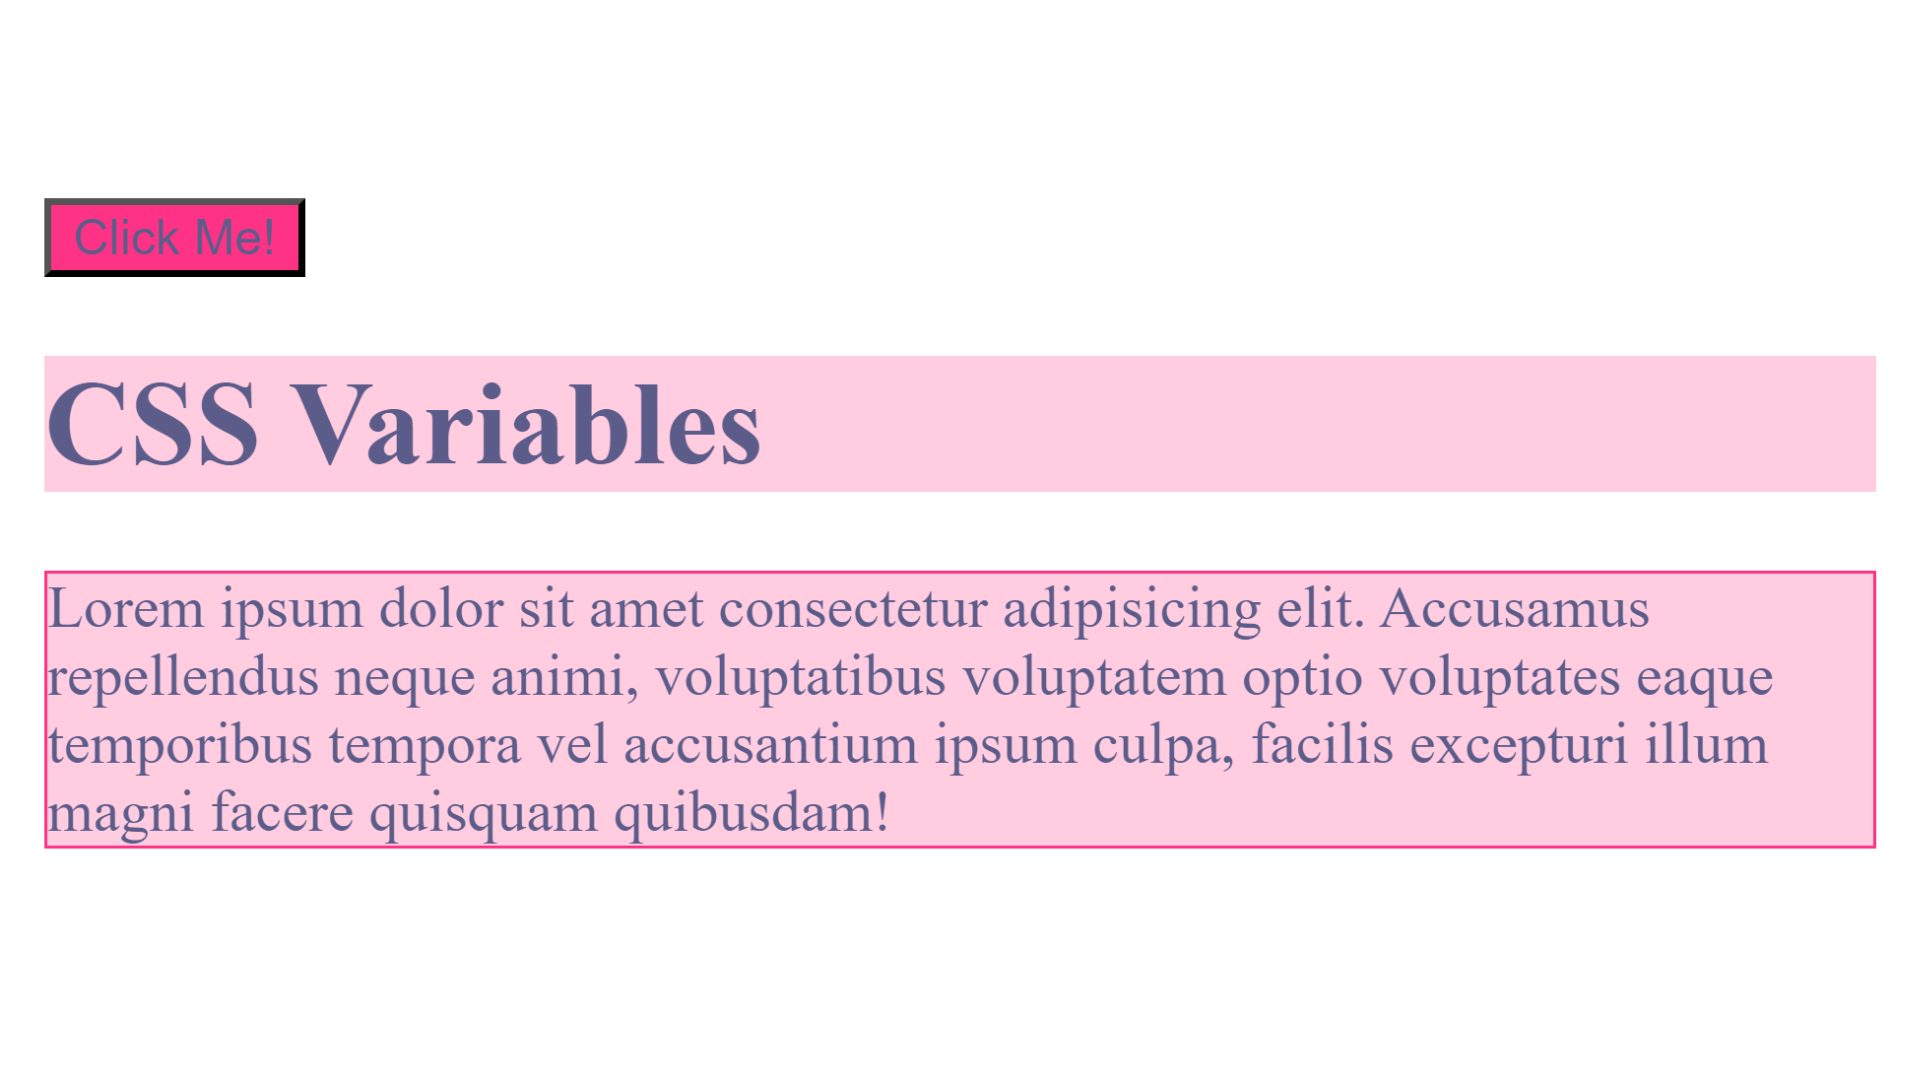 Click Me!
CSS Variables
Lorem ipsum dolor sit amet consectetur adipisicing elit. Accusamus
repellendus neque animi, voluptatibus voluptatem optio voluptates eaque
temporibus tempora vel accusantium ipsum culpa, facilis excepturi illum
magni facere quisquam quibusdam!